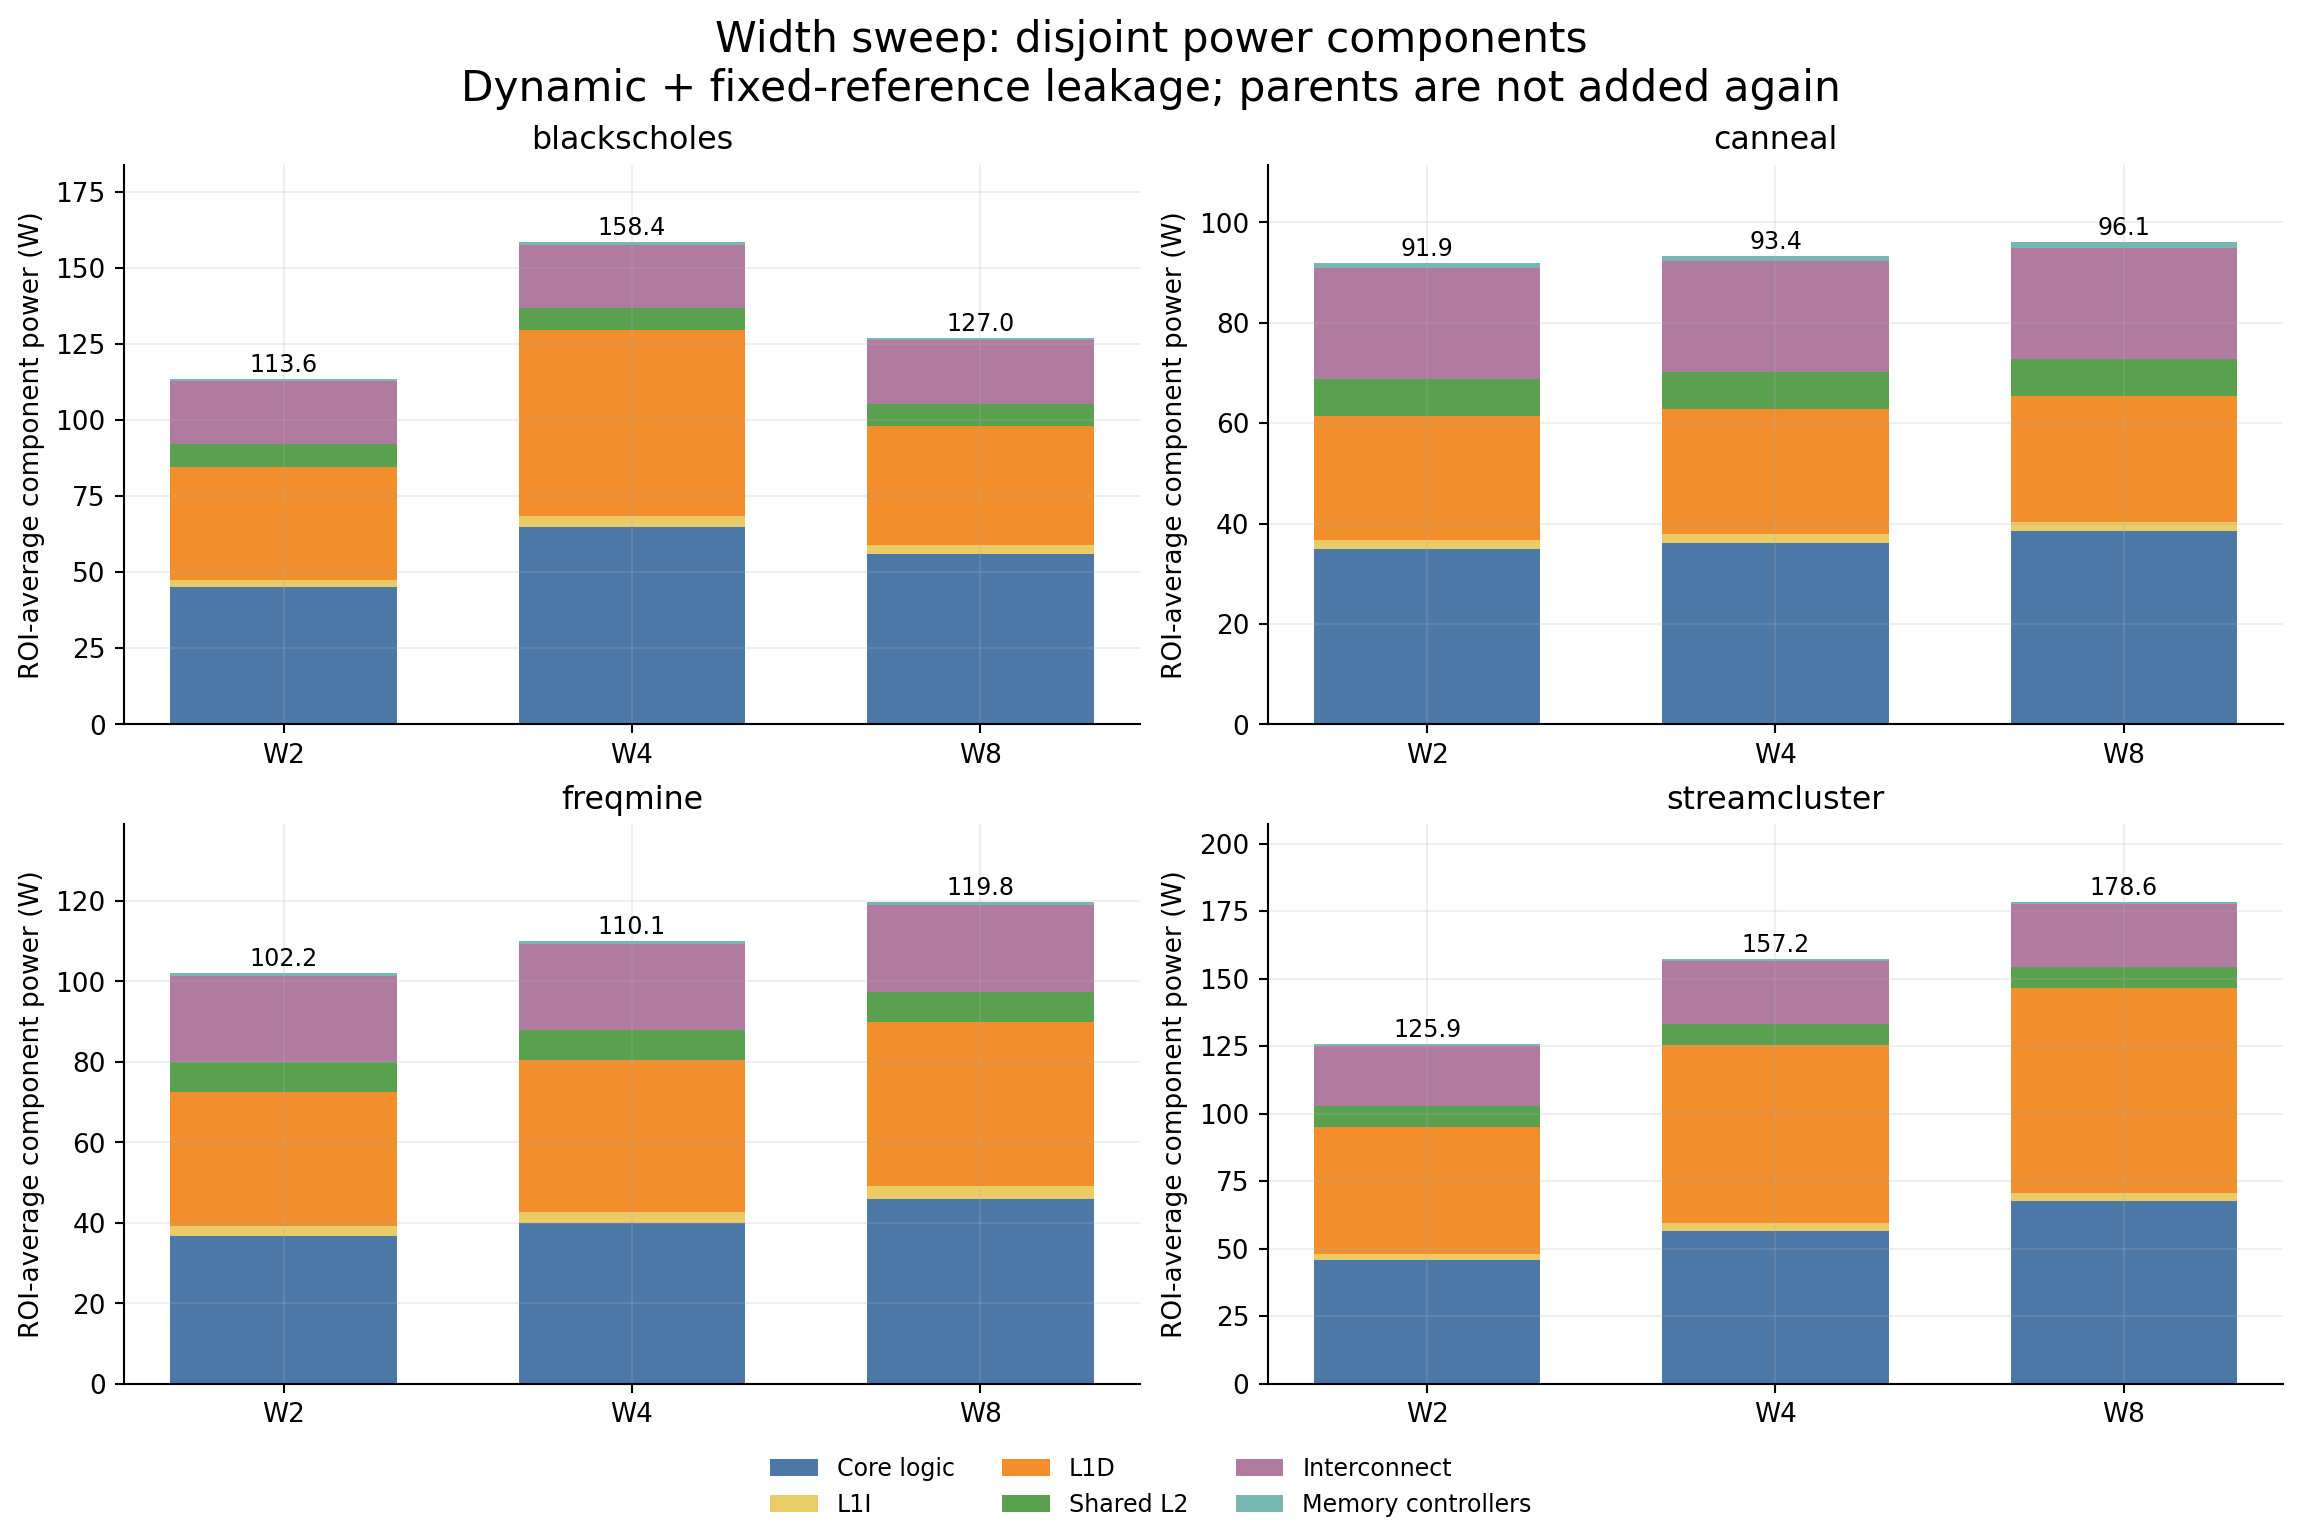 Width sweep: disjoint power components
Dynamic + fixed-reference leakage; parents are not added again
blackscholes
ROI-average component power (W)
175
150
125
100
75
50
25
0
113.6
158.4
127.0
W2
W4
W8
canneal
ROI-average component power (W)
100
80
60
40
20
0
91.9
93.4
96.1
W2
W4
W8
freqmine
ROI-average component power (W)
120
100
80
60
40
20
0
102.2
110.1
119.8
W2
W4
W8
streamcluster
ROI-average component power (W)
200
175
150
125
100
75
50
25
0
125.9
157.2
178.6
W2
W4
W8
Core logic
L1I
L1D
Shared L2
Interconnect
Memory controllers